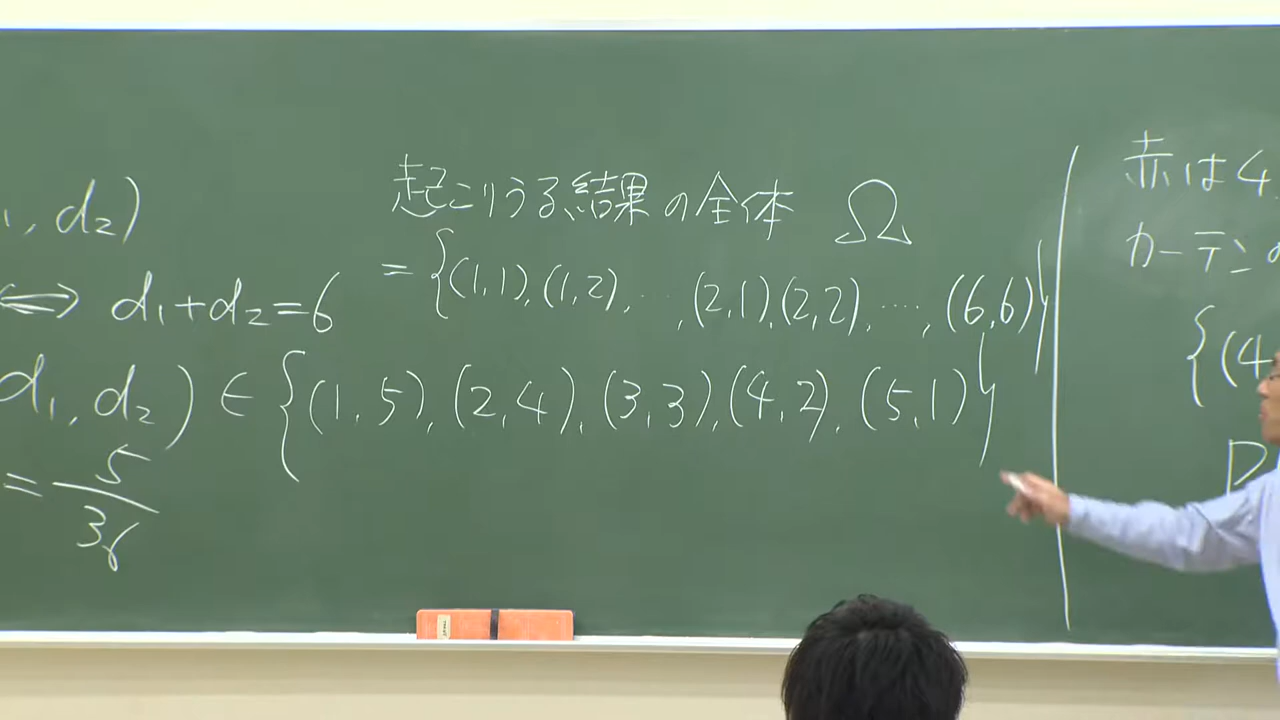 , d₂)
⟺ d₁+d₂=6
d₁, d₂) ∈ {(1,5), (2,4), (3,3), (4,2), (5,1)}
= 5/36
起こりうる結果の全体 Ω
= {(1,1), (1,2), …, (2,1), (2,2), …, (6,6)}
赤は4
カーテン
{(4
P